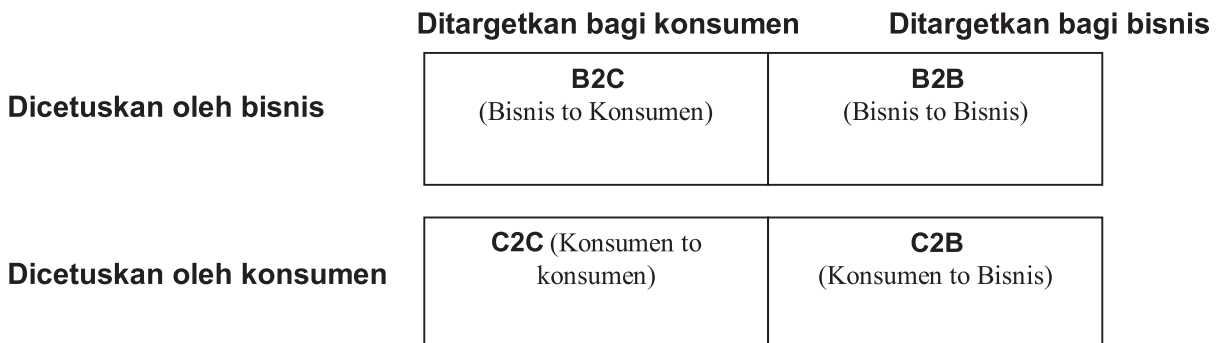 Ditargetkan bagi konsumen Ditargetkan bagi bisnis
Dicetuskan oleh bisnis
B2C
(Bisnis to Konsumen)
B2B
(Bisnis to Bisnis)
Dicetuskan oleh konsumen
C2C (Konsumen to
konsumen)
C2B
(Konsumen to Bisnis)